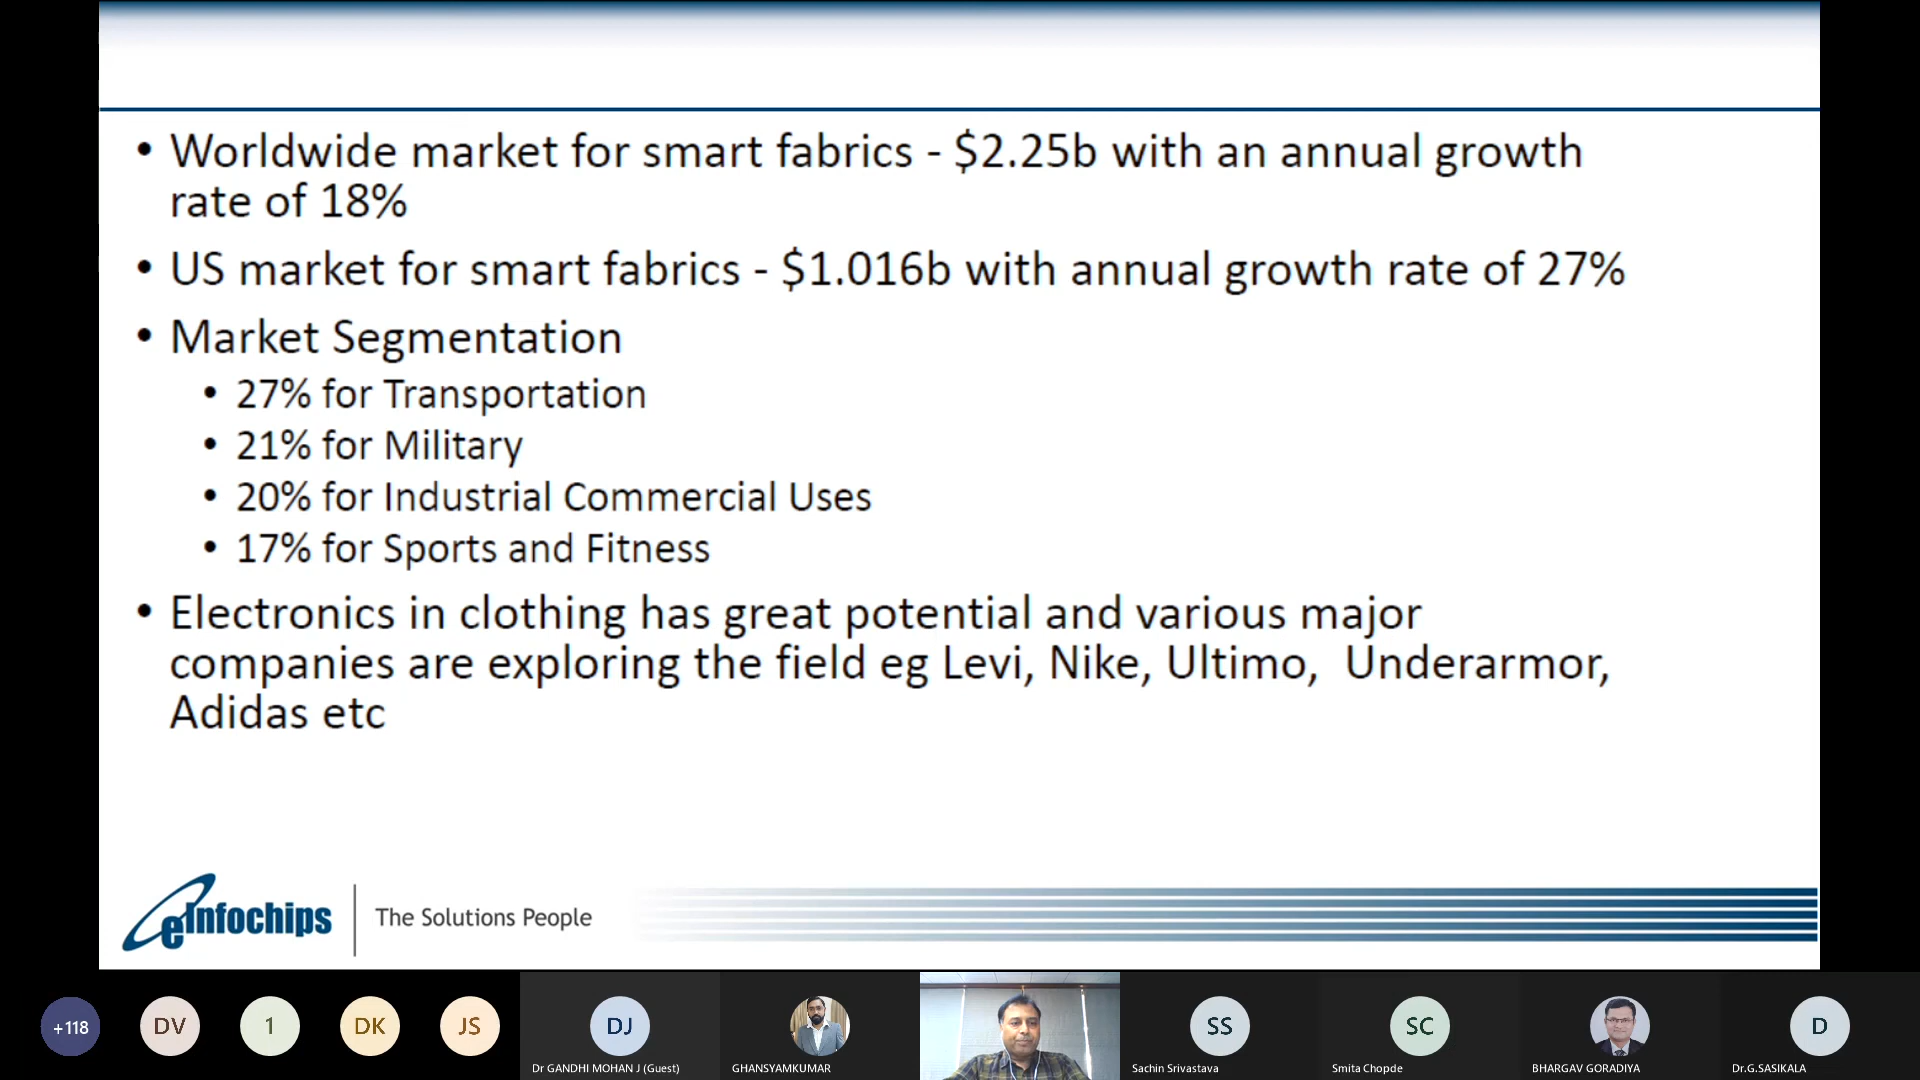 • Worldwide market for smart fabrics - $2.25b with an annual growth
rate of 18%
• US market for smart fabrics - $1.016b with annual growth rate of 27%
• Market Segmentation
• 27% for Transportation
• 21% for Military
• 20% for Industrial Commercial Uses
• 17% for Sports and Fitness
• Electronics in clothing has great potential and various major
companies are exploring the field eg Levi, Nike, Ultimo, Underarmor,
Adidas etc
eInfochips
The Solutions People
+118
DV
1
DK
JS
DJ
SS
SC
D
Dr GANDHI MOHAN J (Guest)
GHANSYAMKUMAR
Sachin Srivastava
Smita Chopde
BHARGAV GORADIYA
Dr.G.SASIKALA